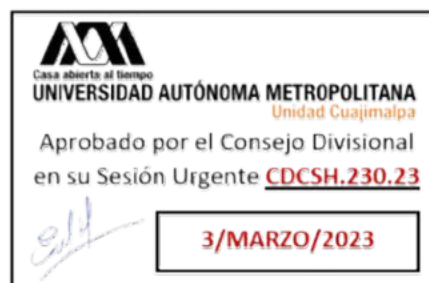 Casa abierta al tiempo
UNIVERSIDAD AUTÓNOMA METROPOLITANA
Unidad Cuajimalpa
Aprobado por el Consejo Divisional
en su Sesión Urgente CDCSH.230.23
3/MARZO/2023